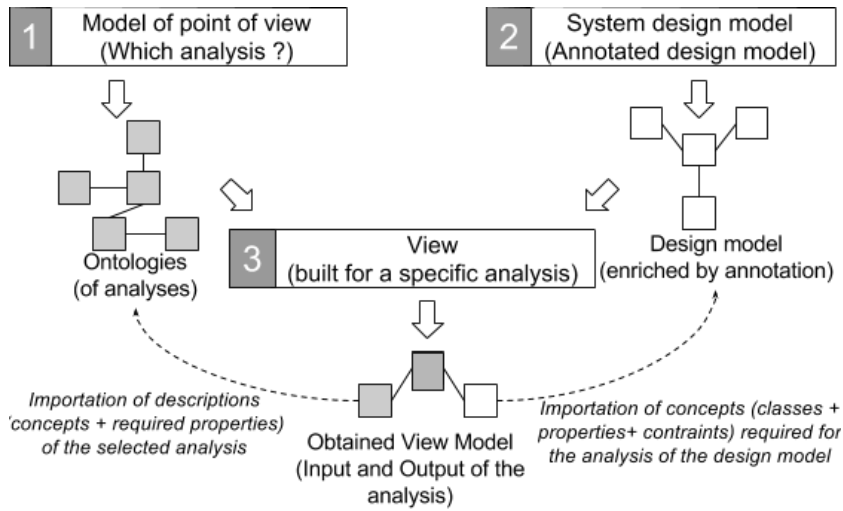 1
Model of point of view
(Which analysis ?)
2
System design model
(Annotated design model)
Ontologies
(of analyses)
3
View
(built for a specific analysis)
Design model
(enriched by annotation)
Importation of descriptions
(concepts + required properties)
of the selected analysis
Obtained View Model
(Input and Output of the
analysis)
Importation of concepts (classes +
properties+ contraints) required for
the analysis of the design model